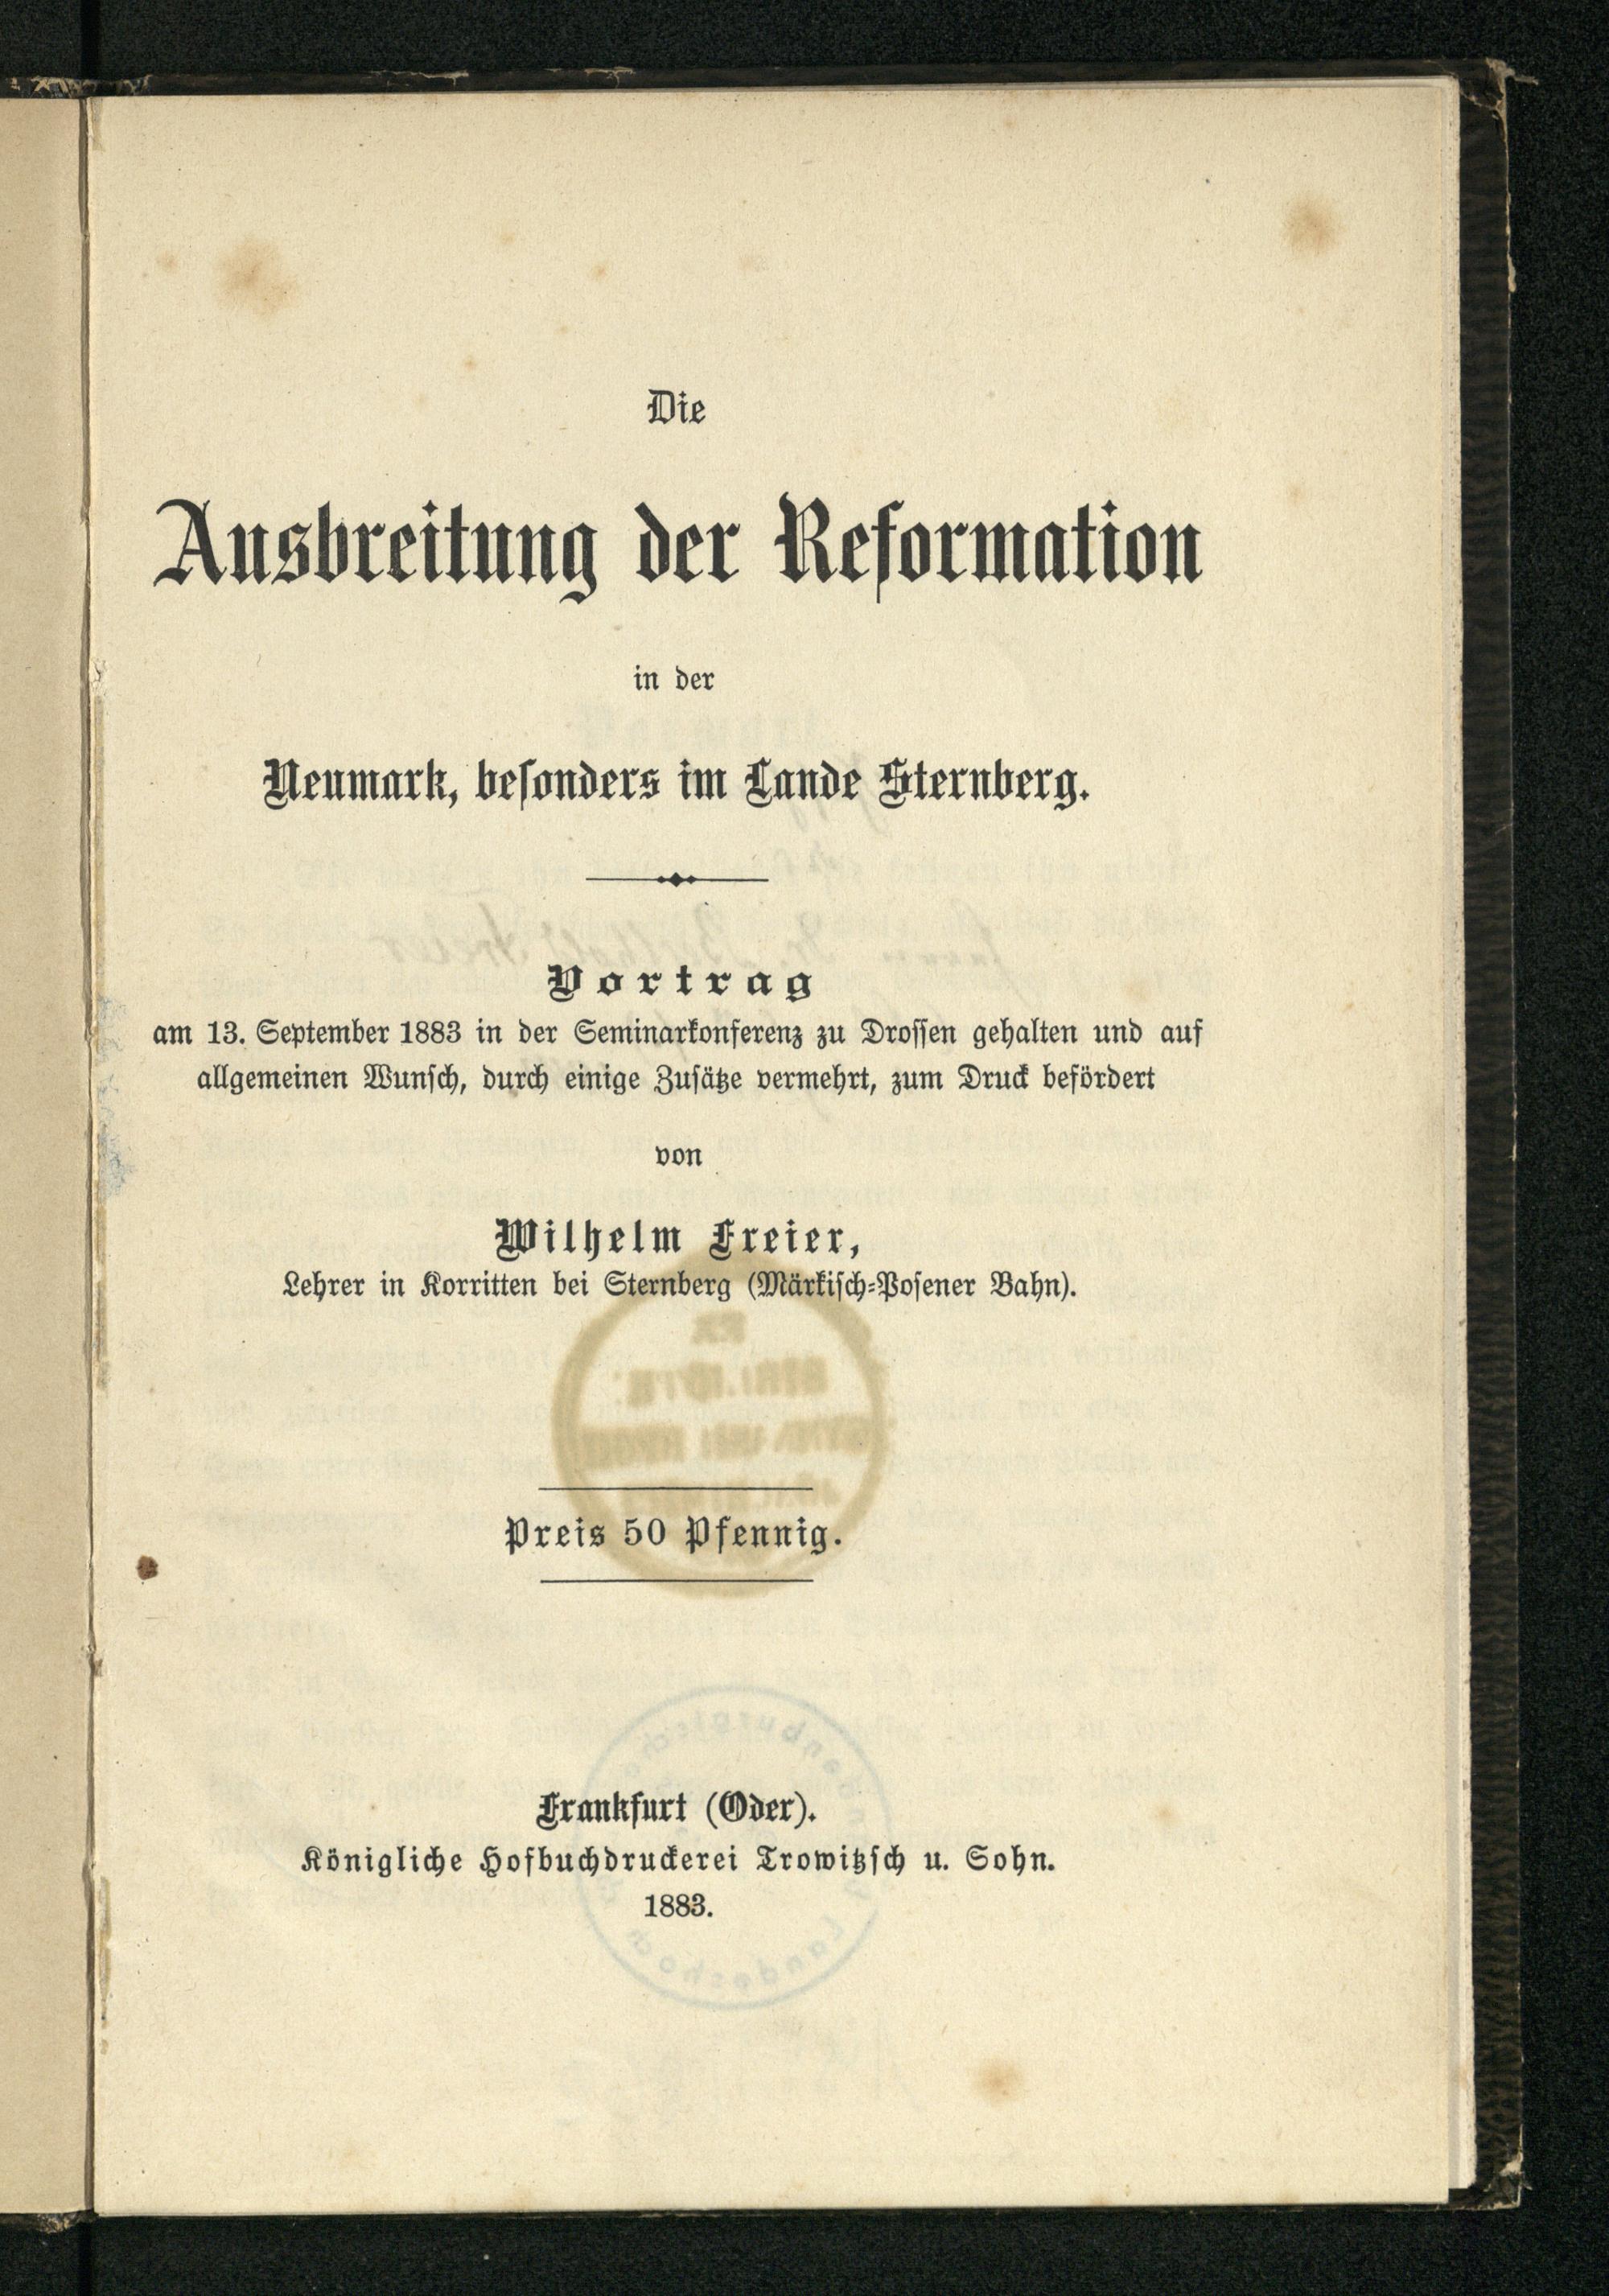 Die
Ausbreitung der Reformation
in der
Neumark, besonders im Lande Sternberg.
Vortrag
am 13. September 1883 in der Seminarkonferenz zu Drossen gehalten und auf
allgemeinen Wunsch, durch einige Zusätze vermehrt, zum Druck befördert
von
Wilhelm Freier,
Lehrer in Korritten bei Sternberg (Märkisch-Posener Bahn).
Preis 50 Pfennig.
Frankfurt (Oder).
Königliche Hofbuchdruckerei Trowitzsch u. Sohn.
1883.